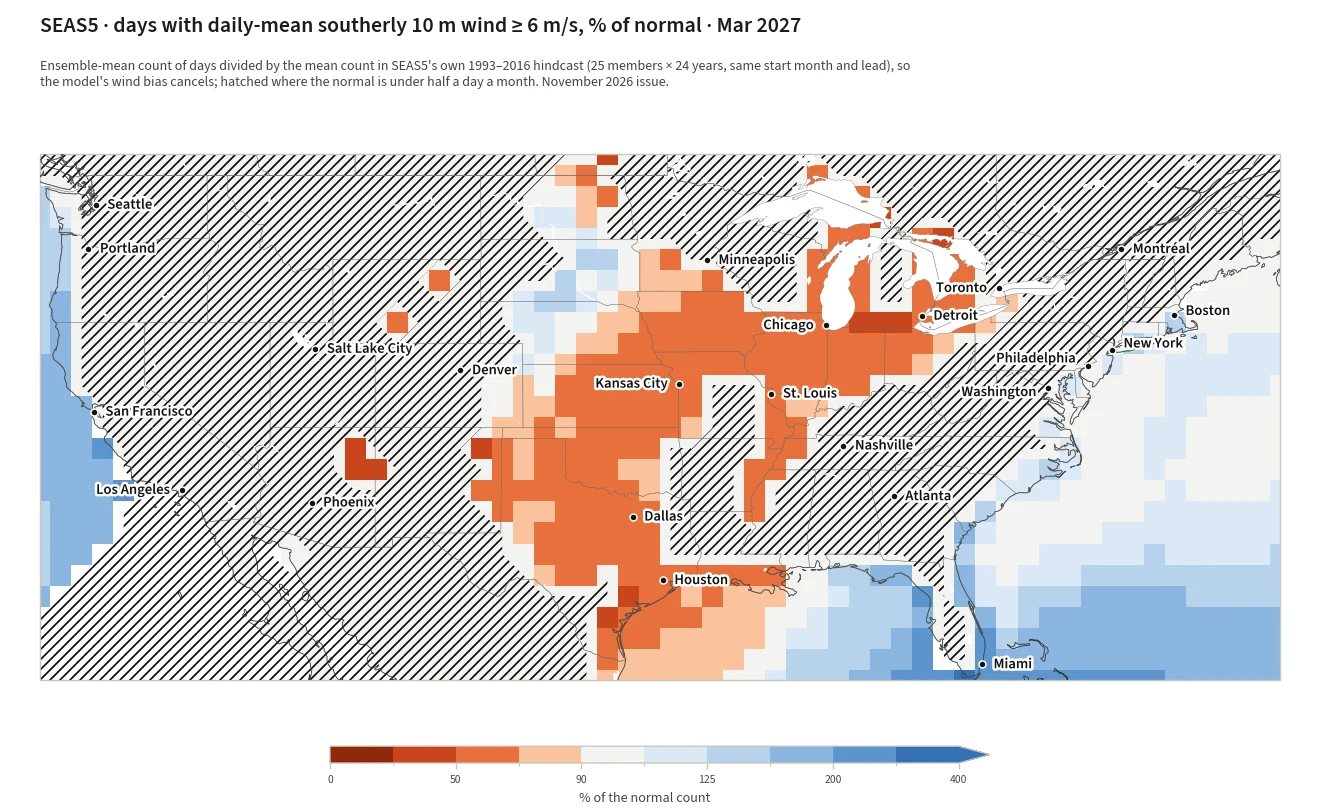 SEAS5 · days with daily-mean southerly 10 m wind ≥ 6 m/s, % of normal · Mar 2027
Ensemble-mean count of days divided by the mean count in SEAS5's own 1993–2016 hindcast (25 members × 24 years, same start month and lead), so
the model's wind bias cancels; hatched where the normal is under half a day a month. November 2026 issue.
Seattle
Portland
Montréal
Minneapolis
Toronto
Boston
Detroit
Chicago
New York
Salt Lake City
Philadelphia
Denver
Kansas City
Washington
St. Louis
San Francisco
Nashville
Los Angeles
Atlanta
Phoenix
Dallas
Houston
Miami
0 50 90 125 200 400
% of the normal count